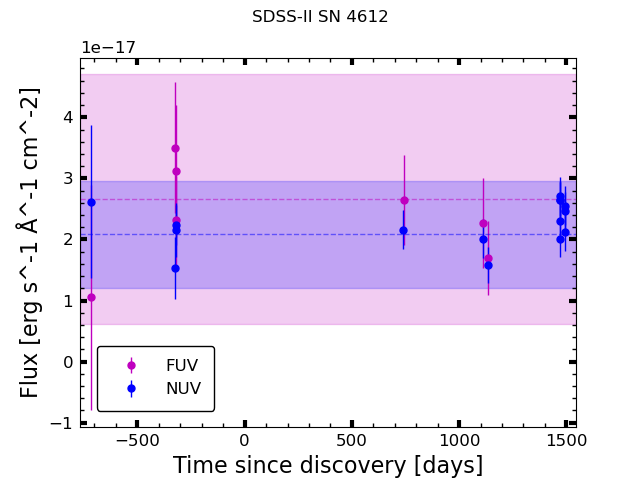 SDSS-II SN 4612
1e−17
4
3
2
1
0
−1
Flux [erg s^-1 Å^-1 cm^-2]
FUV
NUV
−500 0 500 1000 1500
Time since discovery [days]